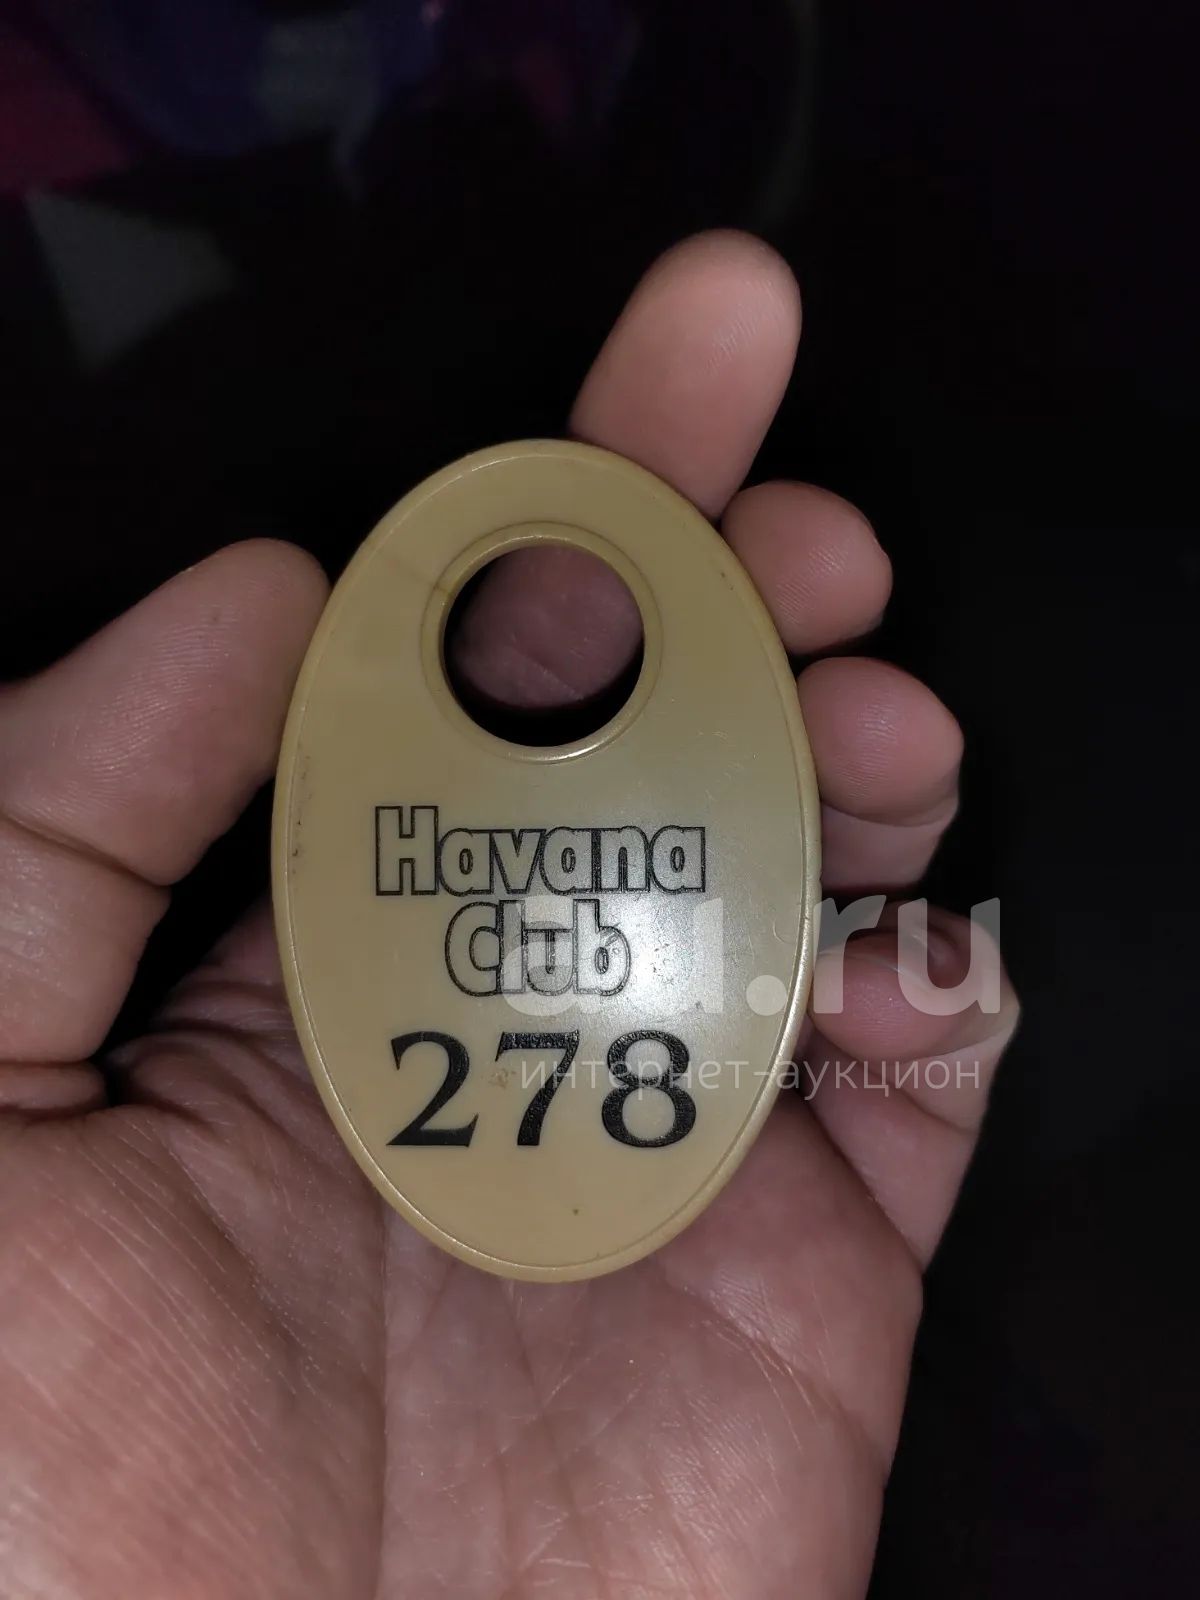 Havana
Club
au.ru
278
интернет-аукцион